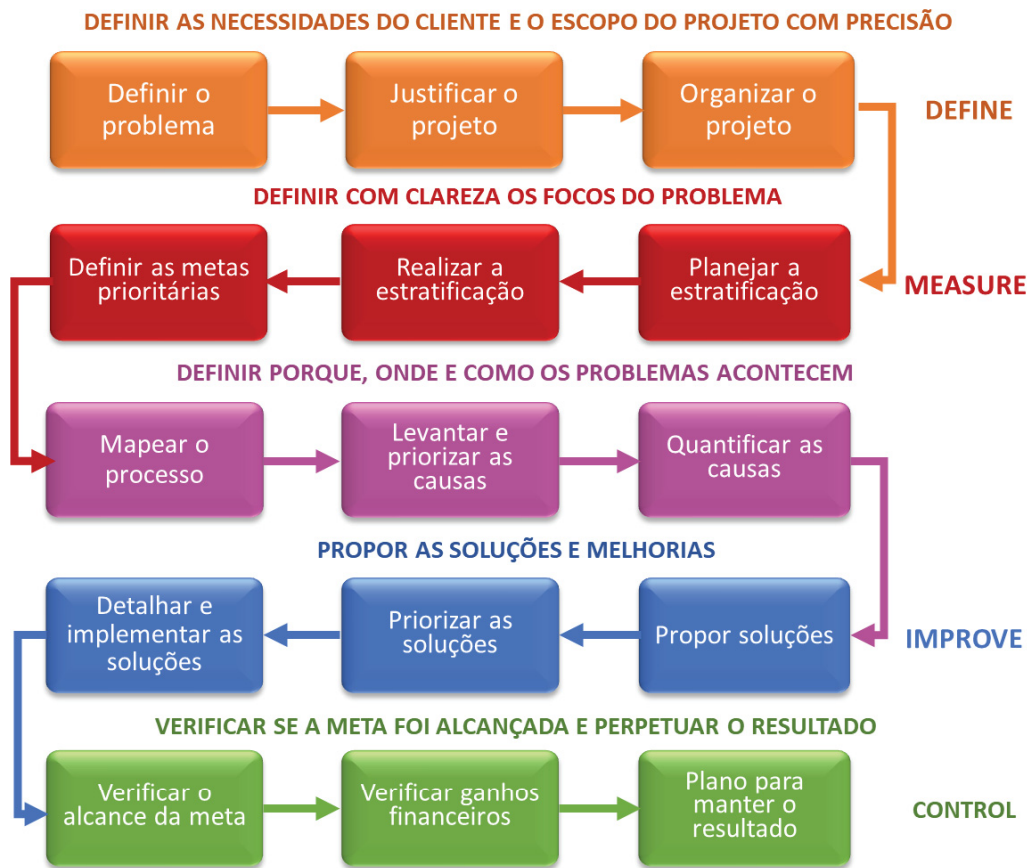 DEFINIR AS NECESSIDADES DO CLIENTE E O ESCOPO DO PROJETO COM PRECISÃO
Definir o
problema
Justificar o
projeto
Organizar o
projeto
DEFINE
DEFINIR COM CLAREZA OS FOCOS DO PROBLEMA
Definir as metas
prioritárias
Realizar a
estratificação
Planejar a
estratificação
MEASURE
DEFINIR PORQUE, ONDE E COMO OS PROBLEMAS ACONTECEM
Mapear o
processo
Levantar e
priorizar as
causas
Quantificar as
causas
PROPOR AS SOLUÇÕES E MELHORIAS
Detalhar e
implementar as
soluções
Priorizar as
soluções
Propor soluções
IMPROVE
VERIFICAR SE A META FOI ALCANÇADA E PERPETUAR O RESULTADO
Verificar o
alcance da meta
Verificar ganhos
financeiros
Plano para
manter o
resultado
CONTROL